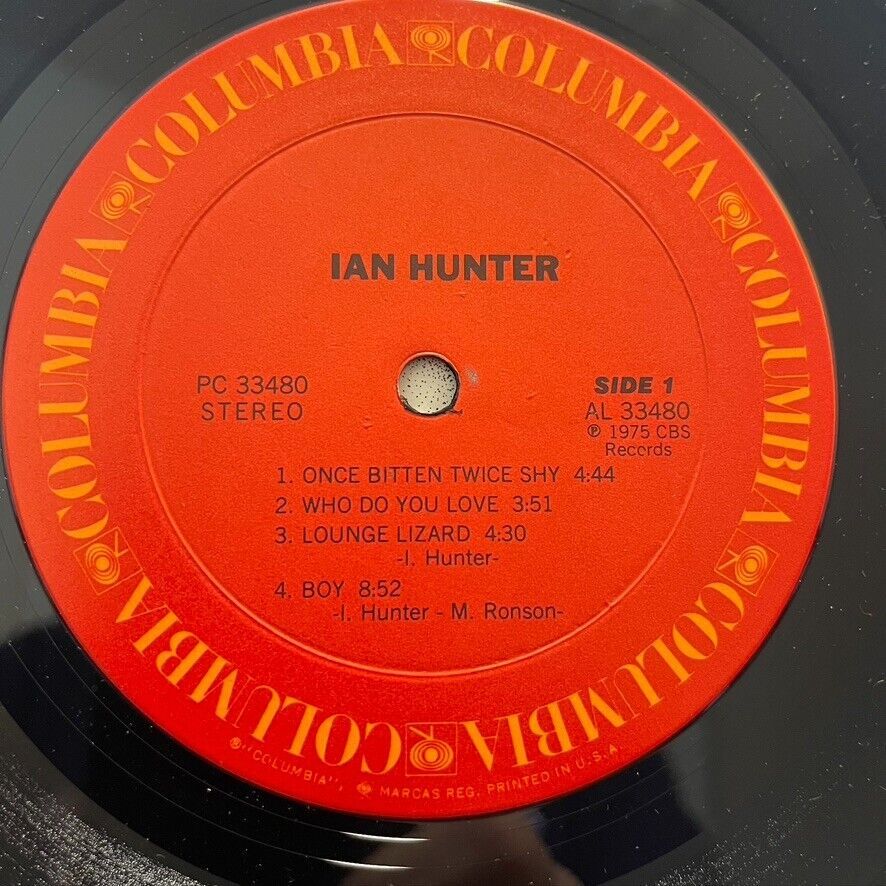 COLUMBIA COLUMBIA COLUMBIA COLUMBIA COLUMBIA COLUMBIA
IAN HUNTER
PC 33480
STEREO
SIDE 1
AL 33480
℗ 1975 CBS
Records
1. ONCE BITTEN TWICE SHY 4:44
2. WHO DO YOU LOVE 3:51
3. LOUNGE LIZARD 4:30
-I. Hunter-
4. BOY 8:52
-I. Hunter - M. Ronson-
®"COLUMBIA", MARCAS REG. PRINTED IN U.S.A.